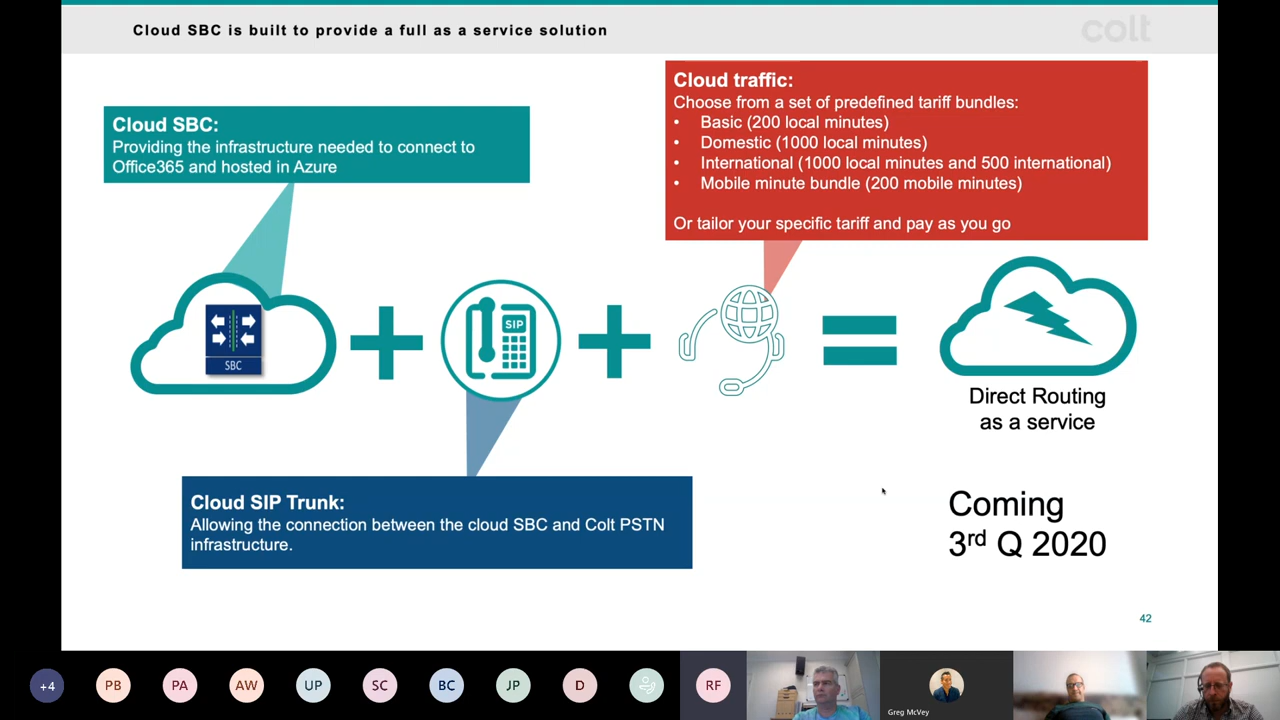 Cloud SBC is built to provide a full as a service solution
colt
Cloud traffic:
Choose from a set of predefined tariff bundles:
• Basic (200 local minutes)
• Domestic (1000 local minutes)
• International (1000 local minutes and 500 international)
• Mobile minute bundle (200 mobile minutes)
Or tailor your specific tariff and pay as you go
Cloud SBC:
Providing the infrastructure needed to connect to
Office365 and hosted in Azure
SBC
+
SIP
+
=
Direct Routing
as a service
Cloud SIP Trunk:
Allowing the connection between the cloud SBC and Colt PSTN
infrastructure.
Coming
3rd Q 2020
42
+4
PB
PA
AW
UP
SC
BC
JP
D
RF
Greg McVey